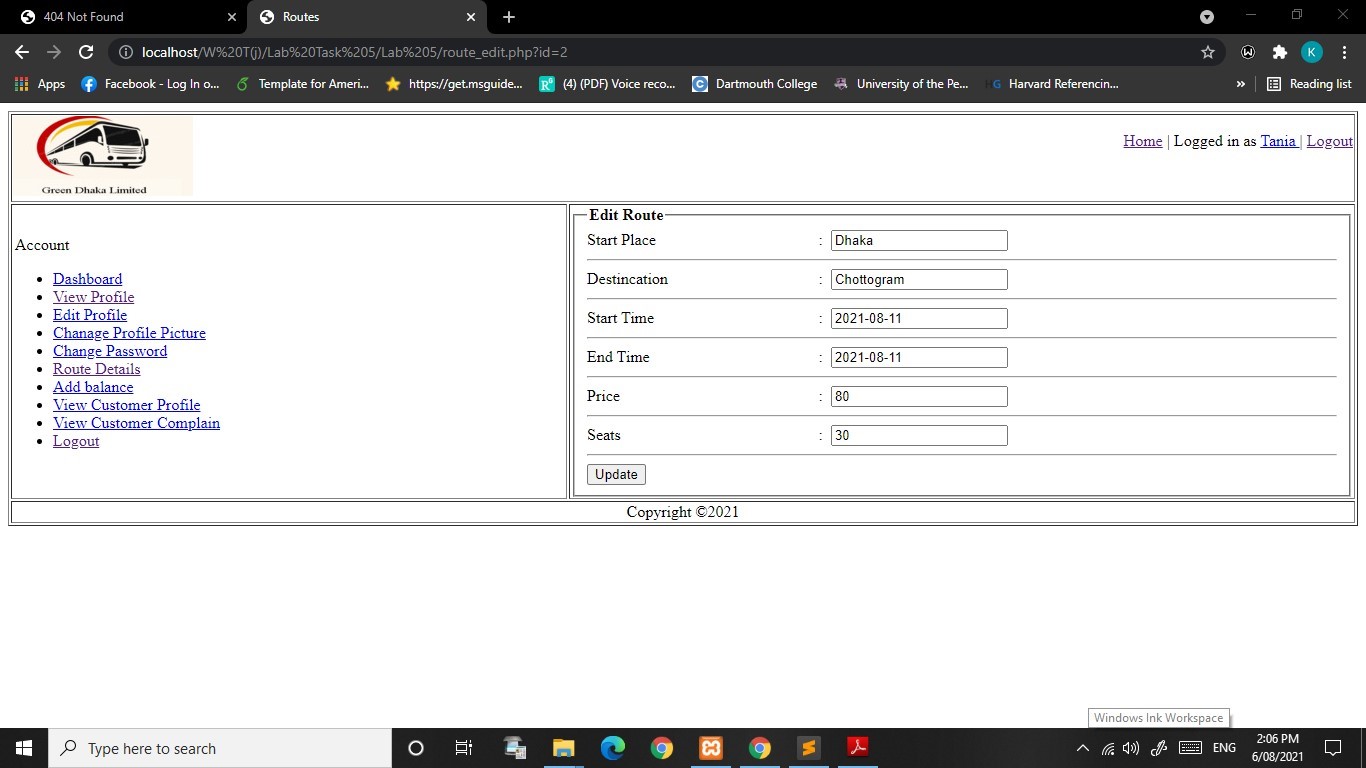 404 Not Found
Routes
localhost/W%20T(j)/Lab%20Task%205/Lab%205/route_edit.php?id=2
K
Apps
Facebook - Log In o...
Template for Ameri...
https://get.msguide...
R⁶ (4) (PDF) Voice reco...
C Dartmouth College
University of the Pe...
HG Harvard Referencin...
»
Reading list
Green Dhaka Limited
Home | Logged in as Tania | Logout
Account
Dashboard
View Profile
Edit Profile
Chanage Profile Picture
Change Password
Route Details
Add balance
View Customer Profile
View Customer Complain
Logout
Edit Route
Start Place : Dhaka
Destincation : Chottogram
Start Time : 2021-08-11
End Time : 2021-08-11
Price : 80
Seats : 30
Update
Copyright ©2021
Windows Ink Workspace
Type here to search
ENG
2:06 PM
6/08/2021